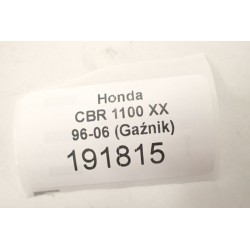 Honda
CBR 1100 XX
96-06 (Gaźnik)
191815